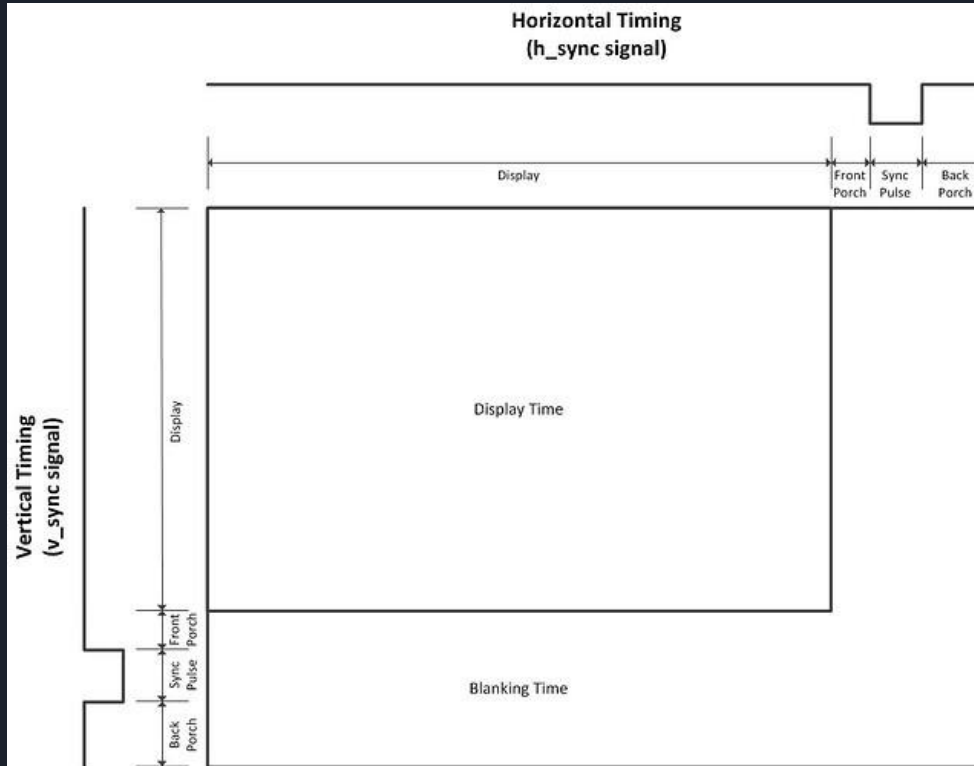 Horizontal Timing
(h_sync signal)
Display
Front
Porch
Sync
Pulse
Back
Porch
Vertical Timing
(v_sync signal)
Display
Display Time
Front
Porch
Sync
Pulse
Back
Porch
Blanking Time